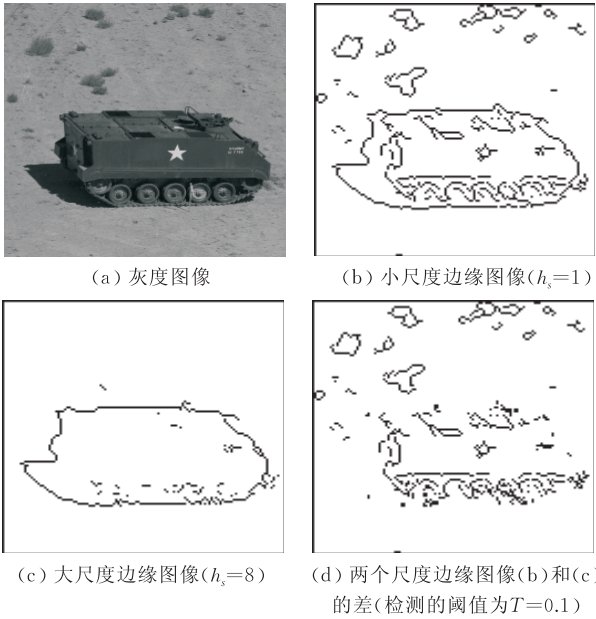 (a) 灰度图像
(b) 小尺度边缘图像(hₛ=1)
(c) 大尺度边缘图像(hₛ=8)
(d) 两个尺度边缘图像(b)和(c)
的差(检测的阈值为T=0.1)